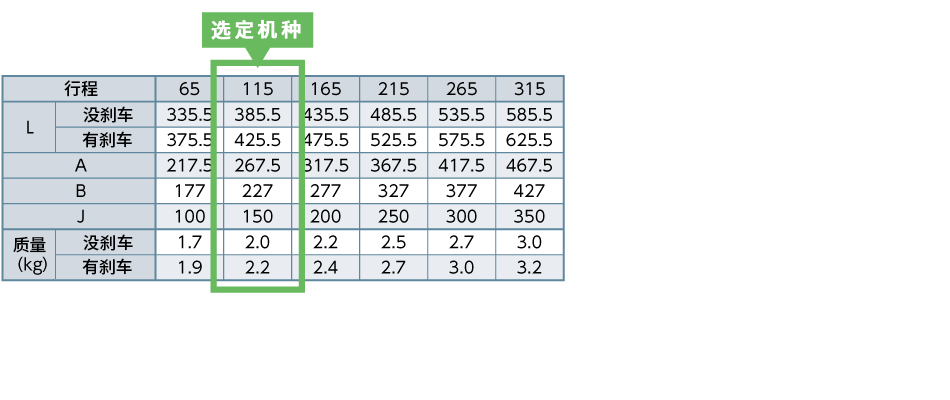 选定机种
行程 65 115 165 215 265 315
L 没刹车 335.5 385.5 435.5 485.5 535.5 585.5
有刹车 375.5 425.5 475.5 525.5 575.5 625.5
A 217.5 267.5 317.5 367.5 417.5 467.5
B 177 227 277 327 377 427
J 100 150 200 250 300 350
质量 (kg) 没刹车 1.7 2.0 2.2 2.5 2.7 3.0
有刹车 1.9 2.2 2.4 2.7 3.0 3.2